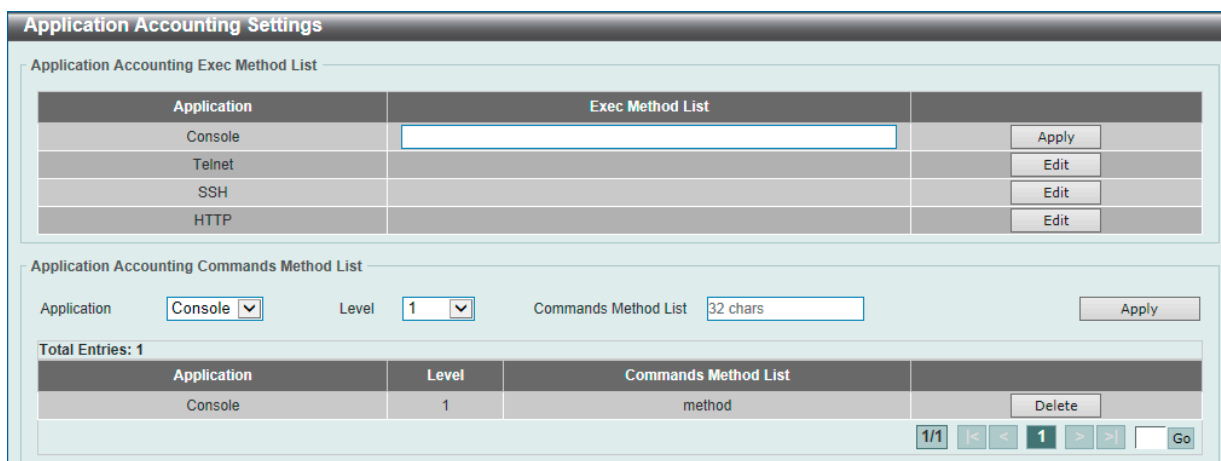 Application Accounting Settings
Application Accounting Exec Method List
Application Exec Method List
Console Apply
Telnet Edit
SSH Edit
HTTP Edit
Application Accounting Commands Method List
Application Console Level 1 Commands Method List 32 chars Apply
Total Entries: 1
Application Level Commands Method List
Console 1 method Delete
1/1 |< < 1 > >| Go